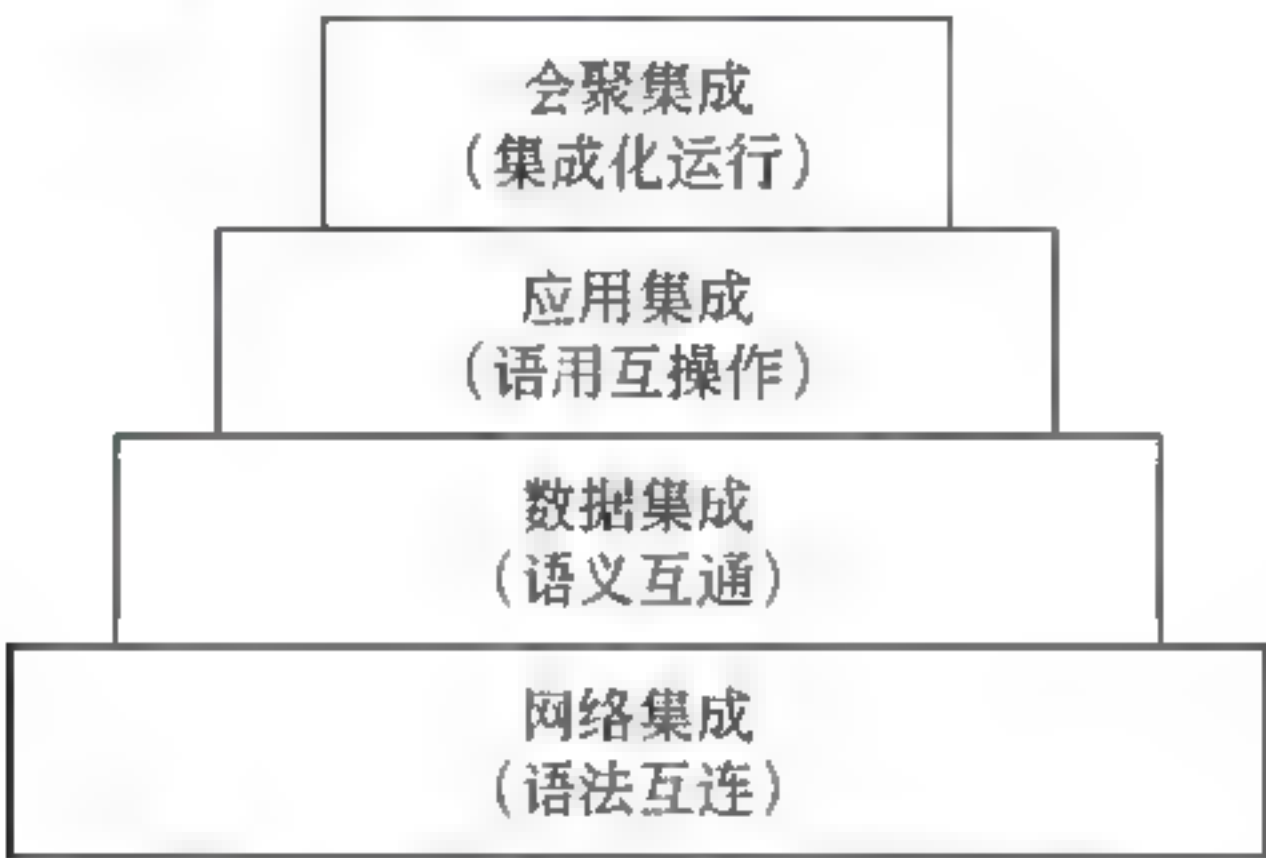 会聚集成
(集成化运行)
应用集成
(语用互操作)
数据集成
(语义互通)
网络集成
(语法互连)